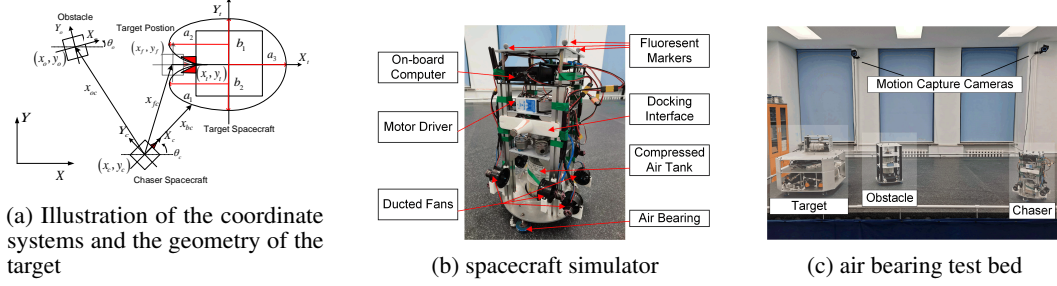 Obstacle
Y_o
X_o
θ_o
(x_o, y_o)
Target Postion
(x_f, y_f)
Y_t
a_2
b_1
a_3
X_t
(x_t, y_t)
b_2
a_1
Target Spacecraft
x_oc
x_fc
x_bc
Y
X
Y_c
X_c
θ_c
(x_c, y_c)
Chaser Spacecraft
(a) Illustration of the coordinate
systems and the geometry of the
target
On-board
Computer
Motor Driver
Ducted Fans
Fluoresent
Markers
Docking
Interface
Compressed
Air Tank
Air Bearing
(b) spacecraft simulator
Motion Capture Cameras
Target
Obstacle
Chaser
(c) air bearing test bed